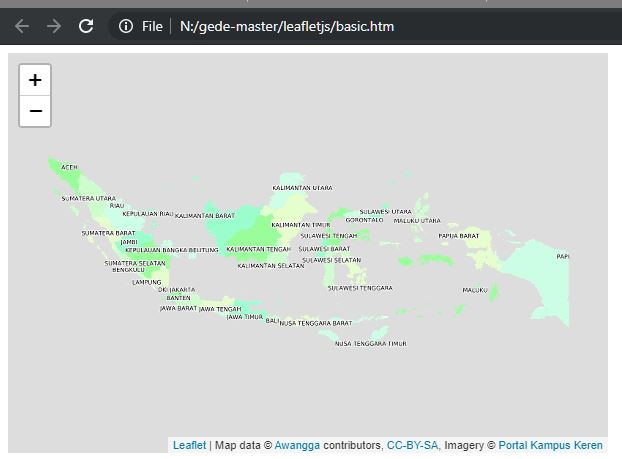 File | N:/gede-master/leafletjs/basic.htm
+
−
ACEH
SUMATERA UTARA
RIAU
KEPULAUAN RIAU
KALIMANTAN BARAT
KALIMANTAN UTARA
SULAWESI UTARA
GORONTALO
MALUKU UTARA
KALIMANTAN TIMUR
SUMATERA BARAT
JAMBI
KEPULAUAN BANGKA BELITUNG
KALIMANTAN TENGAH
SULAWESI TENGAH
PAPUA BARAT
SULAWESI BARAT
PAPU
SUMATERA SELATAN
BENGKULU
KALIMANTAN SELATAN
SULAWESI SELATAN
LAMPUNG
DKI JAKARTA
SULAWESI TENGGARA
MALUKU
BANTEN
JAWA BARAT
JAWA TENGAH
JAWA TIMUR
BALI
NUSA TENGGARA BARAT
NUSA TENGGARA TIMUR
Leaflet | Map data © Awangga contributors, CC-BY-SA, Imagery © Portal Kampus Keren